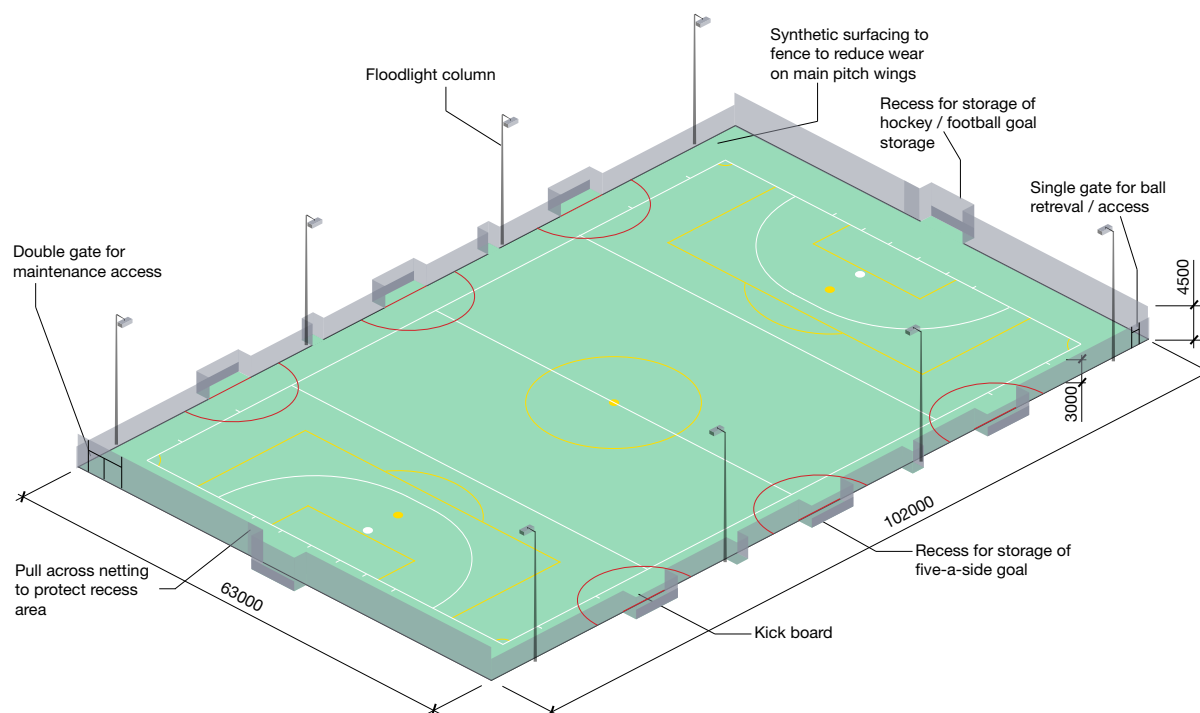 Synthetic surfacing to
fence to reduce wear
on main pitch wings
Floodlight column
Recess for storage of
hockey / football goal
storage
Single gate for ball
retreval / access
Double gate for
maintenance access
4500
3000
102000
Recess for storage of
five-a-side goal
Pull across netting
to protect recess
area
63000
Kick board